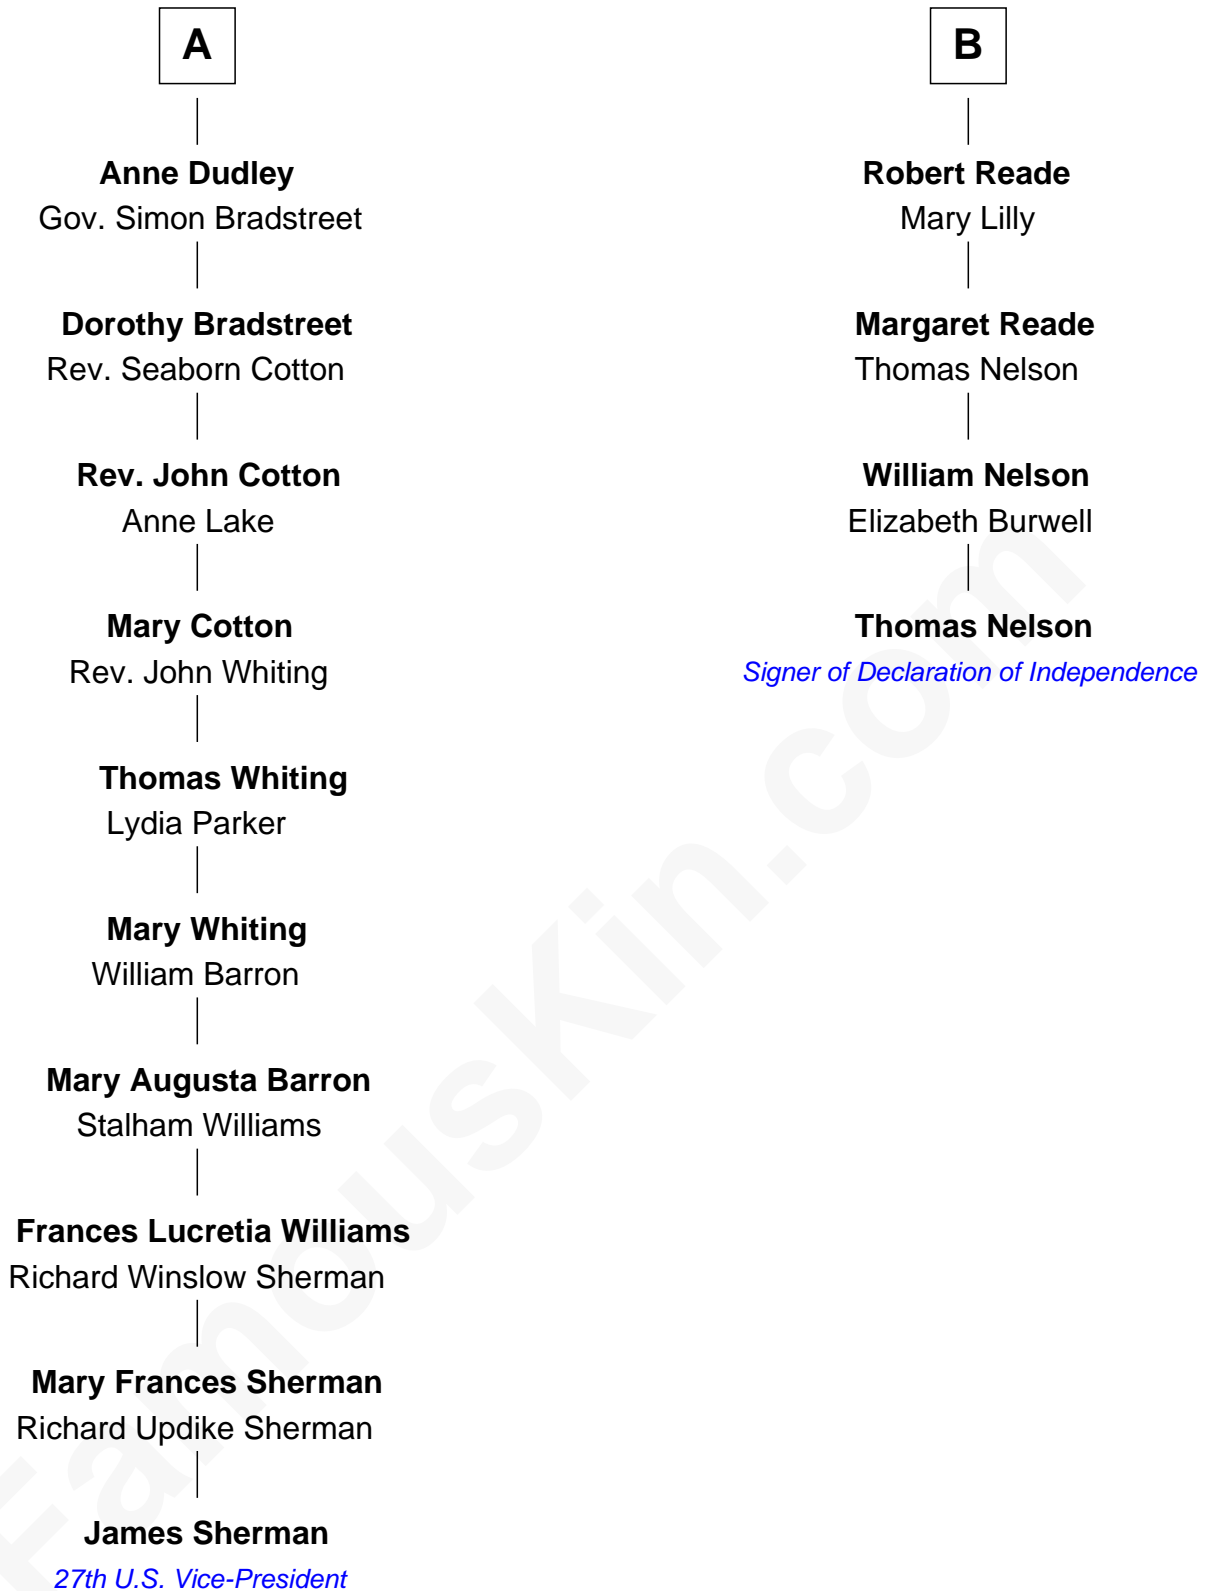 A
Anne Dudley
Gov. Simon Bradstreet
Dorothy Bradstreet
Rev. Seaborn Cotton
Rev. John Cotton
Anne Lake
Mary Cotton
Rev. John Whiting
Thomas Whiting
Lydia Parker
Mary Whiting
William Barron
Mary Augusta Barron
Stalham Williams
Frances Lucretia Williams
Richard Winslow Sherman
Mary Frances Sherman
Richard Updike Sherman
James Sherman
27th U.S. Vice-President
B
Robert Reade
Mary Lilly
Margaret Reade
Thomas Nelson
William Nelson
Elizabeth Burwell
Thomas Nelson
Signer of Declaration of Independence
FamousKin.com